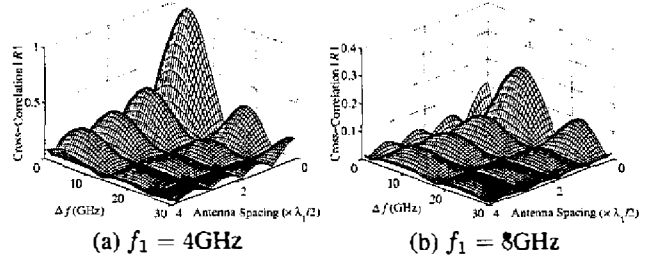 Cross-Correlation |R|
1
0.5
0
10
20
30
Δf(GHz)
4
2
0
Antenna Spacing (× λ₁/2)
(a) f₁ = 4GHz
Cross-Correlation |R|
0.4
0.3
0.2
0.1
0
10
20
30
Δf(GHz)
4
2
0
Antenna Spacing (× λ₁/2)
(b) f₁ = 8GHz